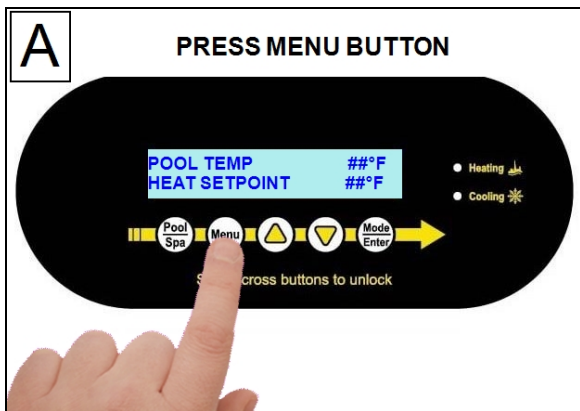 A
PRESS MENU BUTTON
POOL TEMP ##°F
HEAT SETPOINT ##°F
Heating
Cooling
Pool
Spa
Menu
Mode
Enter
cross buttons to unlock